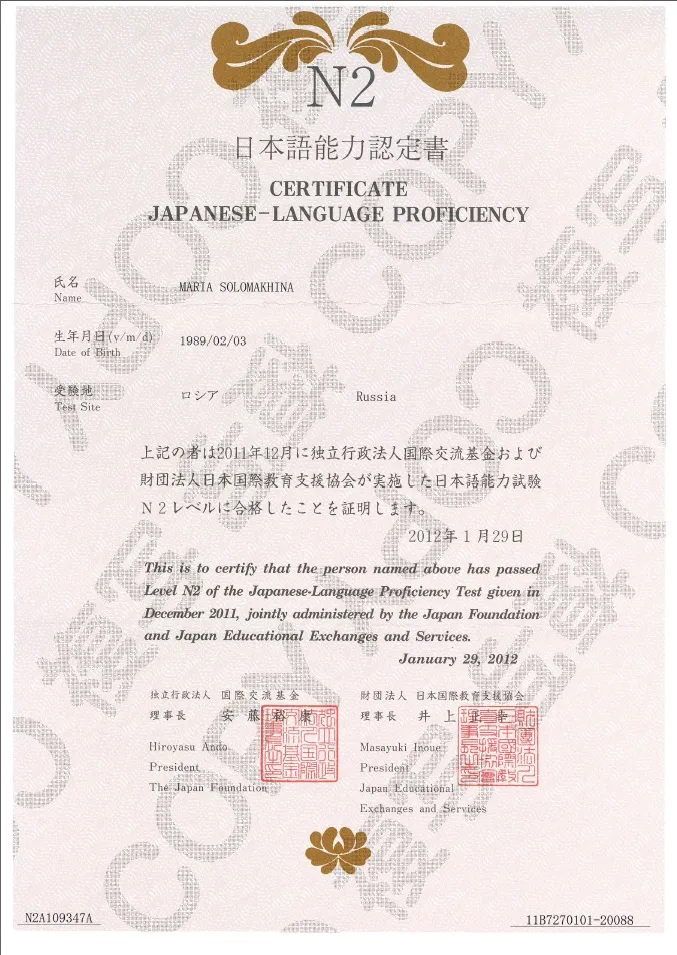 N2
日本語能力認定書
CERTIFICATE
JAPANESE-LANGUAGE PROFICIENCY
氏名
Name
MARIA SOLOMAKHINA
生年月日(y/m/d)
Date of Birth
1989/02/03
受験地
Test Site
ロシア Russia
上記の者は2011年12月に独立行政法人国際交流基金および
財団法人日本国際教育支援協会が実施した日本語能力試験
N2レベルに合格したことを証明します。
2012年1月29日
This is to certify that the person named above has passed
Level N2 of the Japanese-Language Proficiency Test given in
December 2011, jointly administered by the Japan Foundation
and Japan Educational Exchanges and Services.
January 29, 2012
独立行政法人 国際交流基金
理事長 安藤裕康
Hiroyasu Ando
President
The Japan Foundation
財団法人 日本国際教育支援協会
理事長 井上正幸
Masayuki Inoue
President
Japan Educational
Exchanges and Services
N2A109347A
11B7270101-20088
COPY
複写
COPY
複写
COPY
複写